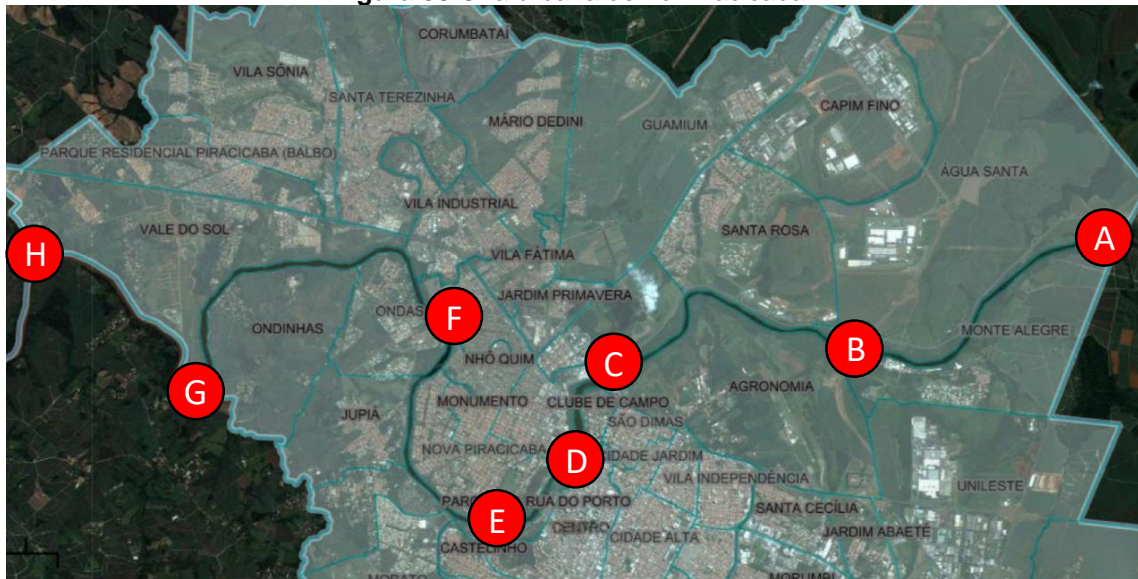 CORUMBATAÍ
VILA SÔNIA
SANTA TEREZINHA
CAPIM FINO
MÁRIO DEDINI
GUAMIUM
PARQUE RESIDENCIAL PIRACICABA (BALBO)
ÁGUA SANTA
VILA INDUSTRIAL
VALE DO SOL
SANTA ROSA
A
H
VILA FÁTIMA
JARDIM PRIMAVERA
ONDAS
F
ONDINHAS
MONTE ALEGRE
B
NHÔ QUIM
C
G
AGRONOMIA
MONUMENTO
CLUBE DE CAMPO
JUPIÁ
SÃO DIMAS
NOVA PIRACICABA
D
CIDADE JARDIM
VILA INDEPENDÊNCIA
UNILESTE
RUA DO PORTO
SANTA CECÍLIA
E
CENTRO
CIDADE ALTA
JARDIM ABAETÉ
CASTELINHO
MORATO
MORUMBI